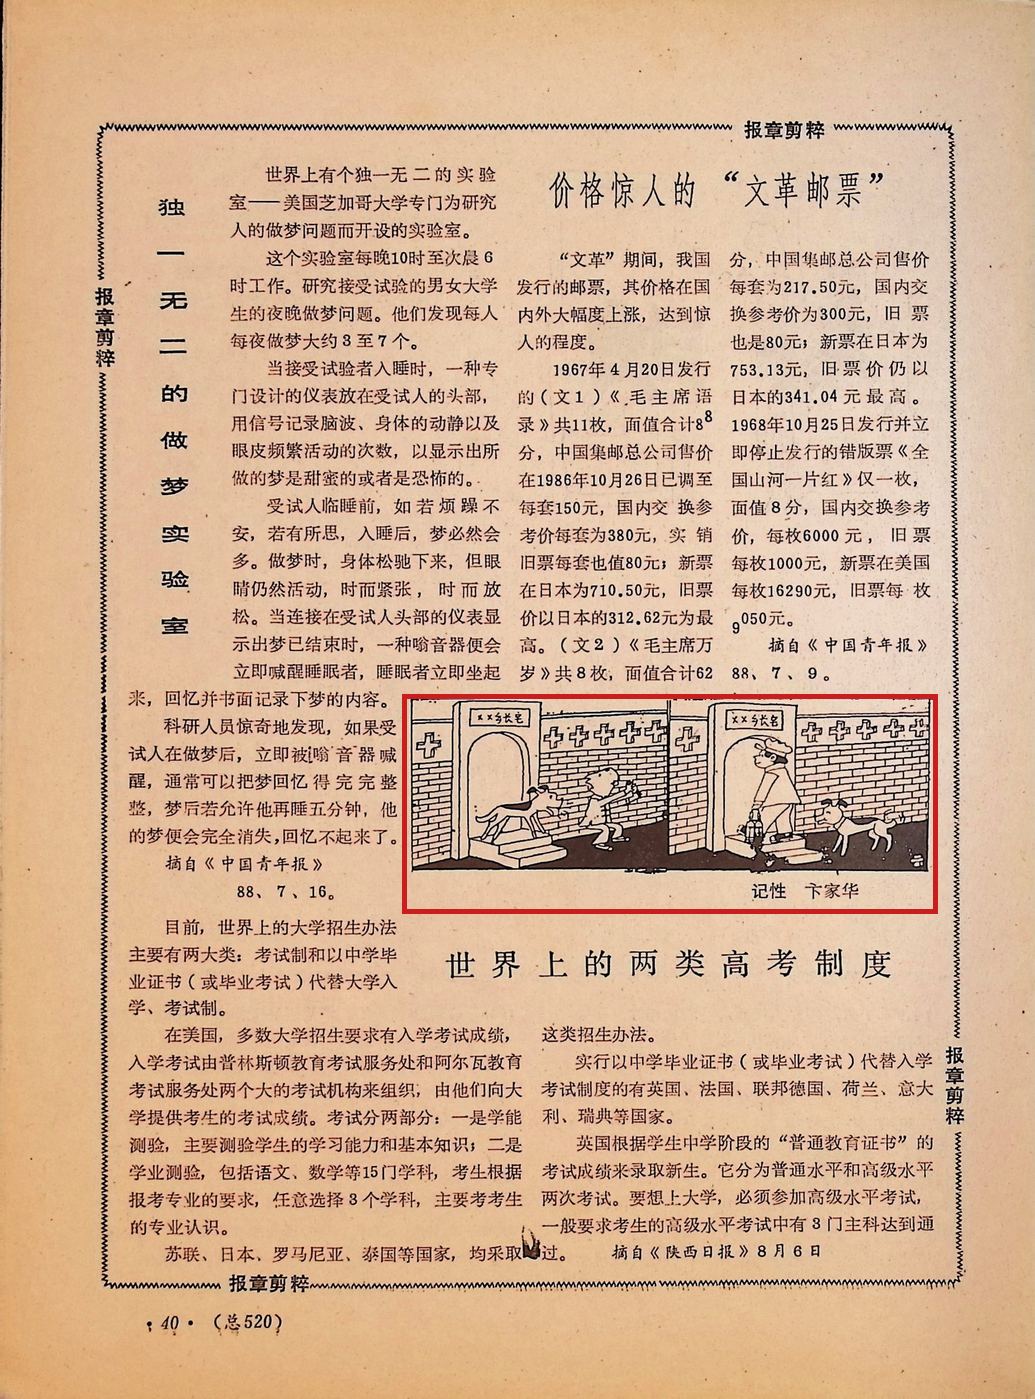 报章剪粹
独一无二的做梦实验室
世界上有个独一无二的实验
室——美国芝加哥大学专门为研究
人的做梦问题而开设的实验室。
这个实验室每晚10时至次晨6
时工作。研究接受试验的男女大学
生的夜晚做梦问题。他们发现每人
每夜做梦大约3至7个。
当接受试验者入睡时，一种专
门设计的仪表放在受试人的头部，
用信号记录脑波、身体的动静以及
眼皮频繁活动的次数，以显示出所
做的梦是甜蜜的或者是恐怖的。
受试人临睡前，如若烦躁不
安，若有所思，入睡后，梦必然会
多。做梦时，身体松驰下来，但眼
睛仍然活动，时而紧张，时而放
松。当连接在受试人头部的仪表显
示出梦已结束时，一种嗡音器便会
立即喊醒睡眠者，睡眠者立即坐起
来，回忆并书面记录下梦的内容。
科研人员惊奇地发现，如果受
试人在做梦后，立即被嗡音器喊
醒，通常可以把梦回忆得完完整
整，梦后若允许他再睡五分钟，他
的梦便会完全消失，回忆不起来了。
摘自《中国青年报》
88、7、16。
价格惊人的“文革邮票”
“文革”期间，我国
发行的邮票，其价格在国
内外大幅度上涨，达到惊
人的程度。
1967年4月20日发行
的（文1）《毛主席语
录》共11枚，面值合计88
分，中国集邮总公司售价
在1986年10月26日已调至
每套150元，国内交换参
考价每套为380元，实销
旧票每套也值80元；新票
在日本为710.50元，旧票
价以日本的312.62元为最
高。（文2）《毛主席万
岁》共8枚，面值合计62
分，中国集邮总公司售价
每套为217.50元，国内交
换参考价为300元，旧票
也是80元；新票在日本为
753.13元，旧票价仍以
日本的341.04元最高。
1968年10月25日发行并立
即停止发行的错版票《全
国山河一片红》仅一枚，
面值8分，国内交换参考
价，每枚6000元，旧票
每枚1000元，新票在美国
每枚16290元，旧票每枚
9050元。
摘自《中国青年报》
88、7、9。
××乡长宅
××乡长宅
记性 卞家华
世界上的两类高考制度
目前，世界上的大学招生办法
主要有两大类：考试制和以中学毕
业证书（或毕业考试）代替大学入
学、考试制。
在美国，多数大学招生要求有入学考试成绩，
入学考试由普林斯顿教育考试服务处和阿尔瓦教育
考试服务处两个大的考试机构来组织，由他们向大
学提供考生的考试成绩。考试分两部分：一是学能
测验，主要测验学生的学习能力和基本知识；二是
学业测验，包括语文、数学等15门学科，考生根据
报考专业的要求，任意选择3个学科，主要考考生
的专业认识。
苏联、日本、罗马尼亚、泰国等国家，均采取
这类招生办法。
实行以中学毕业证书（或毕业考试）代替入学
考试制度的有英国、法国、联邦德国、荷兰、意大
利、瑞典等国家。
英国根据学生中学阶段的“普通教育证书”的
考试成绩来录取新生。它分为普通水平和高级水平
两次考试。要想上大学，必须参加高级水平考试，
一般要求考生的高级水平考试中有3门主科达到通
过。 摘自《陕西日报》8月6日
报章剪粹
报章剪粹
报章剪粹
·40·（总520）